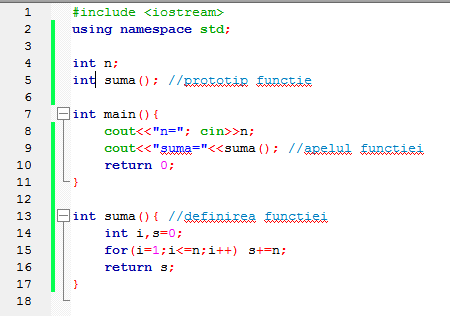 1 #include <iostream>
2 using namespace std;
3
4 int n;
5 int suma(); //prototip functie
6
7 int main(){
8 cout<<"n="; cin>>n;
9 cout<<"suma="<<suma(); //apelul functiei
10 return 0;
11 }
12
13 int suma(){ //definirea functiei
14 int i,s=0;
15 for(i=1;i<=n;i++) s+=n;
16 return s;
17 }
18